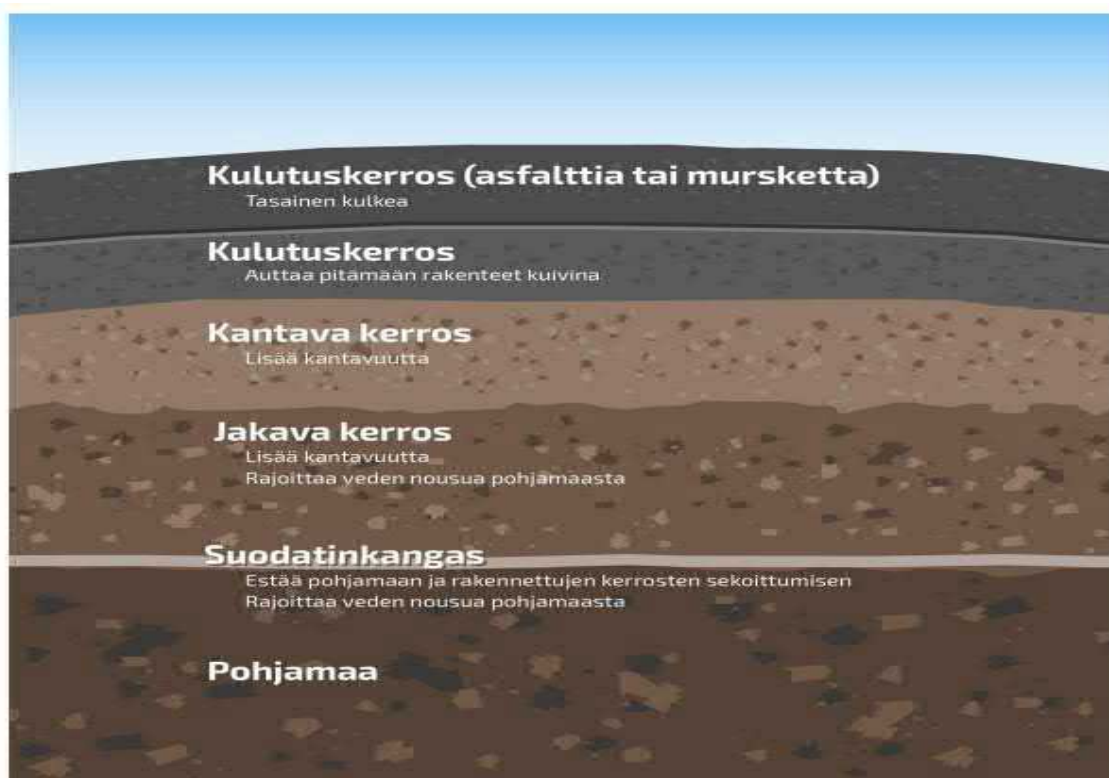 Kulutuskerros (asfalttia tai mursketta)
Tasainen kulkea
Kulutuskerros
Auttaa pitämään rakenteet kuivina
Kantava kerros
Lisää kantavuutta
Jakava kerros
Lisää kantavuutta
Rajoittaa veden nousua pohjamaasta
Suodatinkangas
Estää pohjamaan ja rakennettujen kerrosten sekoittumisen
Rajoittaa veden nousua pohjamaasta
Pohjamaa